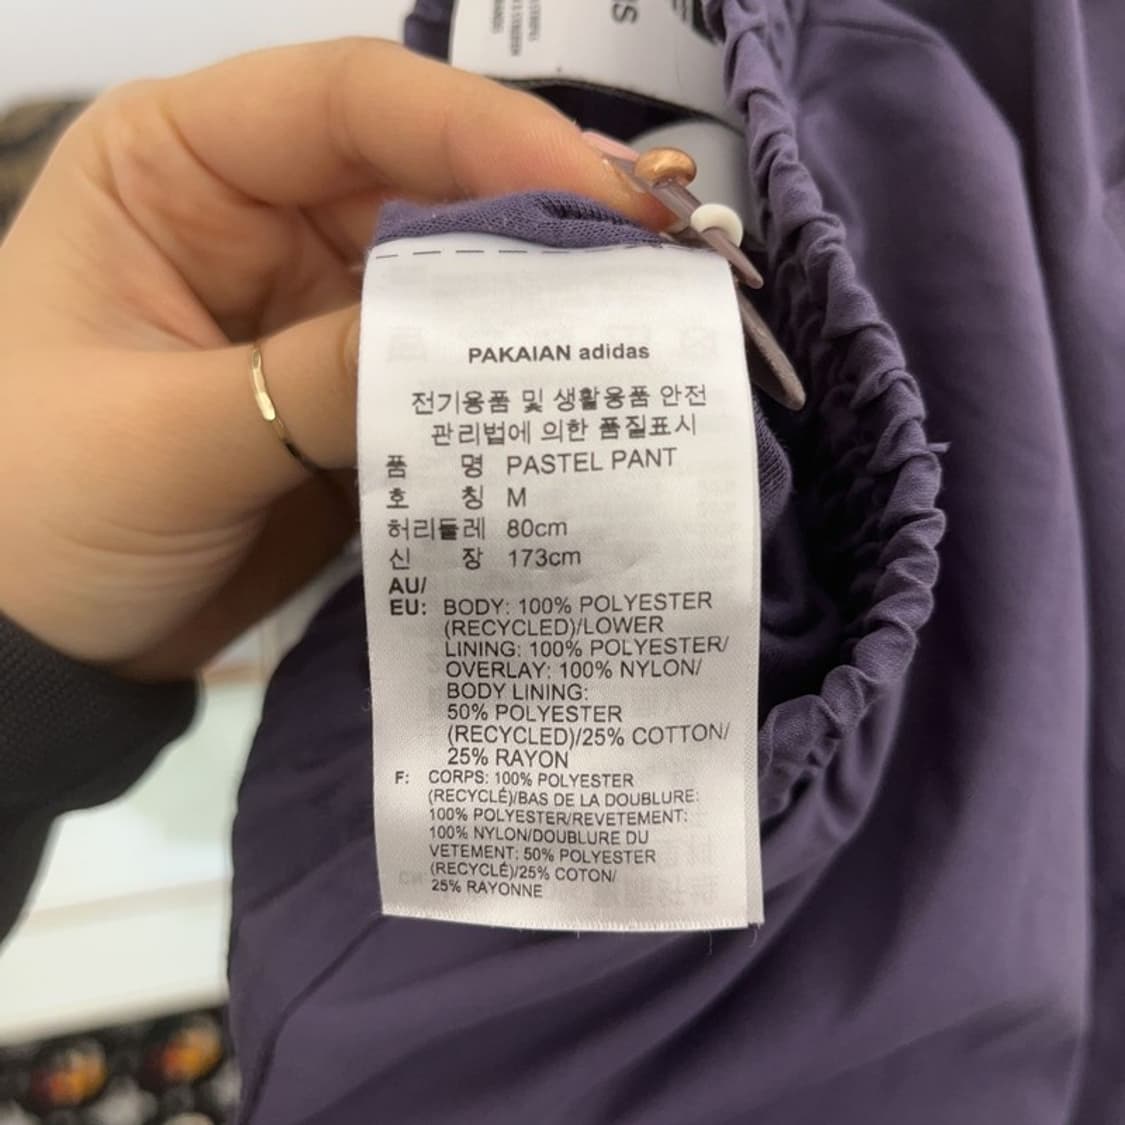 PAKAIAN adidas
전기용품 및 생활용품 안전
관리법에 의한 품질표시
품 명 PASTEL PANT
호 칭 M
허리둘레 80cm
신 장 173cm
AU/
EU: BODY: 100% POLYESTER
(RECYCLED)/LOWER
LINING: 100% POLYESTER/
OVERLAY: 100% NYLON/
BODY LINING:
50% POLYESTER
(RECYCLED)/25% COTTON/
25% RAYON
F: CORPS: 100% POLYESTER
(RECYCLÉ)/BAS DE LA DOUBLURE:
100% POLYESTER/REVETEMENT:
100% NYLON/DOUBLURE DU
VETEMENT: 50% POLYESTER
(RECYCLÉ)/25% COTON/
25% RAYONNE